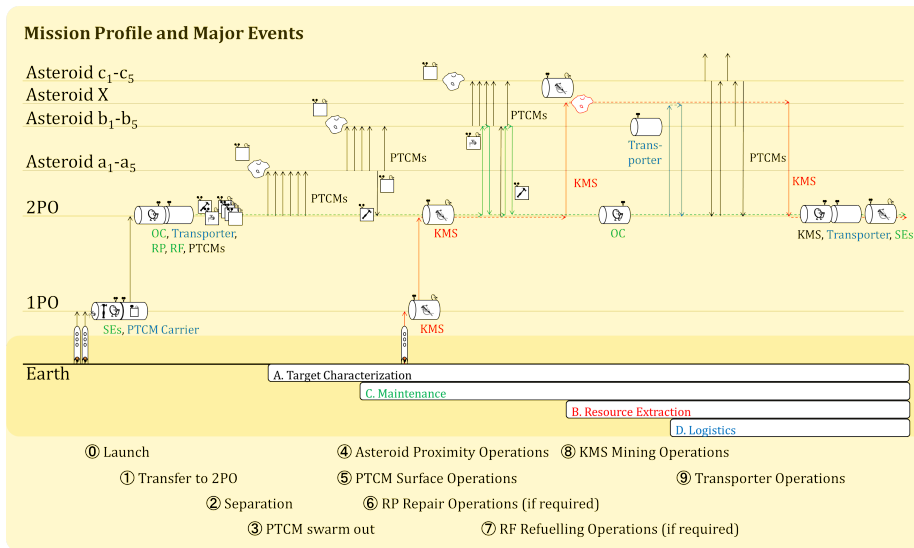 Mission Profile and Major Events
Asteroid c1-c5
Asteroid X
Asteroid b1-b5
PTCMs
Trans-
porter
Asteroid a1-a5
PTCMs
PTCMs
PTCMs
KMS
KMS
2PO
OC, Transporter,
RP, RF, PTCMs
KMS
OC
KMS, Transporter, SEs
1PO
SEs, PTCM Carrier
KMS
Earth
A. Target Characterization
C. Maintenance
B. Resource Extraction
D. Logistics
⓪ Launch
④ Asteroid Proximity Operations
⑧ KMS Mining Operations
① Transfer to 2PO
⑤ PTCM Surface Operations
⑨ Transporter Operations
② Separation
⑥ RP Repair Operations (if required)
③ PTCM swarm out
⑦ RF Refuelling Operations (if required)